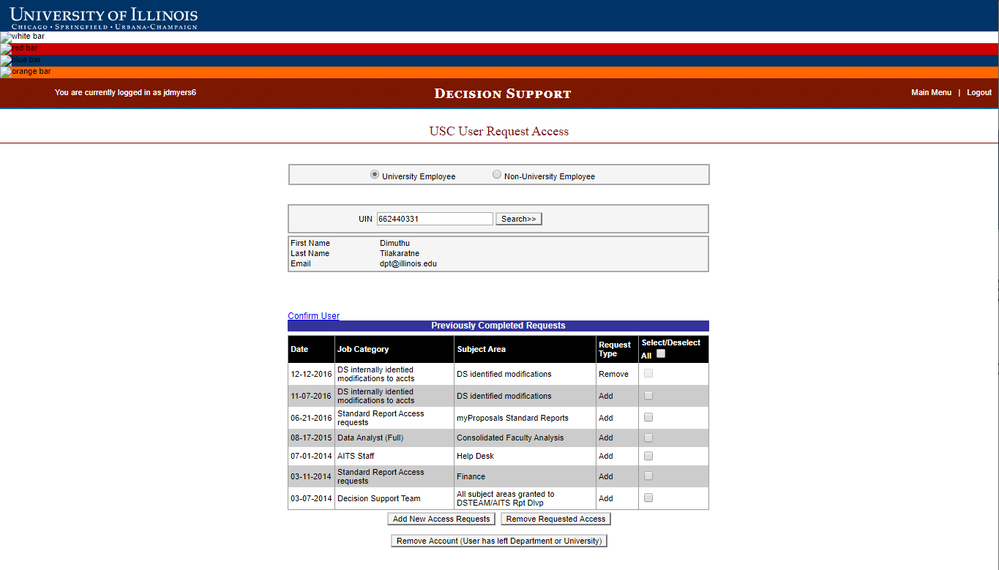 UNIVERSITY OF ILLINOIS
CHICAGO • SPRINGFIELD • URBANA-CHAMPAIGN
white bar
red bar
blue bar
orange bar
You are currently logged in as jdmyers6 DECISION SUPPORT Main Menu | Logout
USC User Request Access
University Employee Non-University Employee
UIN 662440331 Search>>
First Name Dimuthu
Last Name Tilakaratne
Email dpt@illinois.edu
Confirm User
Previously Completed Requests
Date Job Category Subject Area Request Type Select/Deselect All
12-12-2016 DS internally identied modifications to accts DS identified modifications Remove
11-07-2016 DS internally identied modifications to accts DS identified modifications Add
06-21-2016 Standard Report Access requests myProposals Standard Reports Add
08-17-2015 Data Analyst (Full) Consolidated Faculty Analysis Add
07-01-2014 AITS Staff Help Desk Add
03-11-2014 Standard Report Access requests Finance Add
03-07-2014 Decision Support Team All subject areas granted to DSTEAM/AITS Rpt Dlvp Add
Add New Access Requests Remove Requested Access
Remove Account (User has left Department or University)